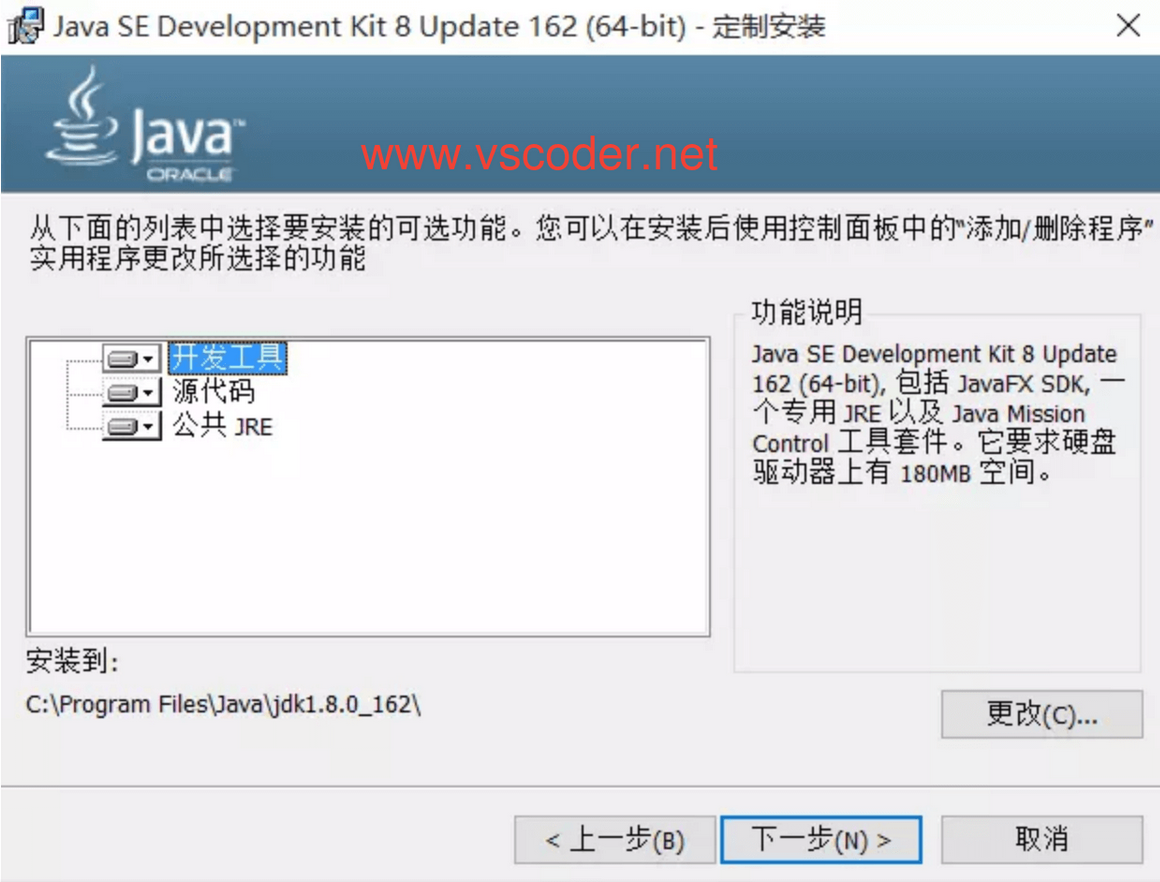 Java SE Development Kit 8 Update 162 (64-bit) - 定制安装
Java™
ORACLE
www.vscoder.net
从下面的列表中选择要安装的可选功能。您可以在安装后使用控制面板中的“添加/删除程序”
实用程序更改所选择的功能
开发工具
源代码
公共 JRE
功能说明
Java SE Development Kit 8 Update
162 (64-bit), 包括 JavaFX SDK, 一
个专用 JRE 以及 Java Mission
Control 工具套件。它要求硬盘
驱动器上有 180MB 空间。
安装到:
C:\Program Files\Java\jdk1.8.0_162\
更改(C)...
< 上一步(B)
下一步(N) >
取消